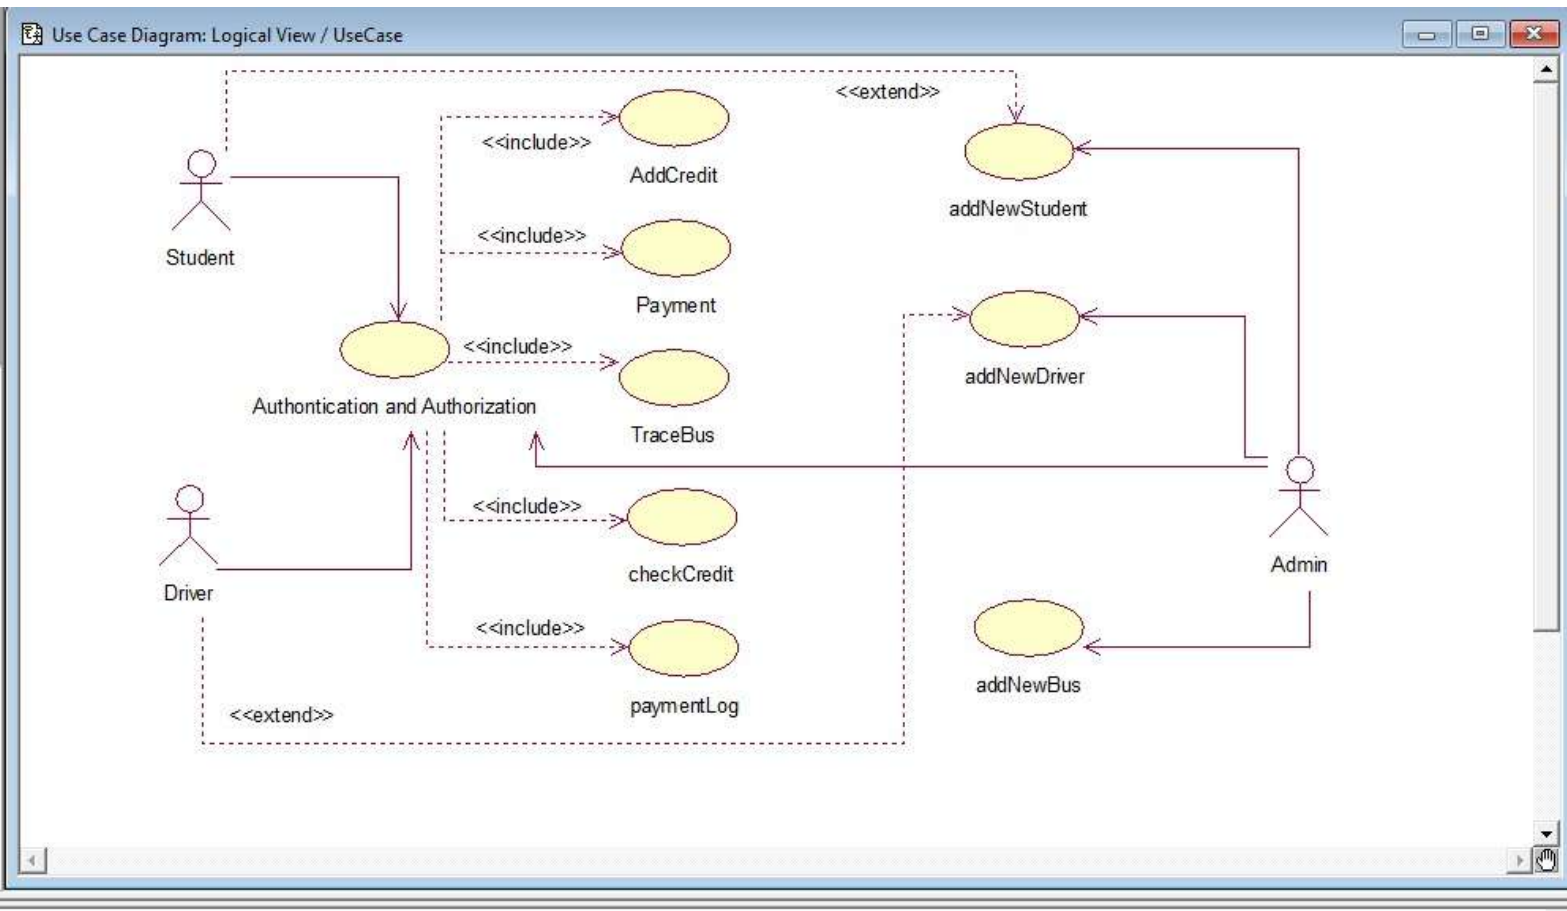 Use Case Diagram: Logical View / UseCase
<<extend>>
<<include>>
AddCredit
addNewStudent
<<include>>
Student
Payment
<<include>>
addNewDriver
Authontication and Authorization
TraceBus
<<include>>
checkCredit
Admin
Driver
<<include>>
addNewBus
paymentLog
<<extend>>